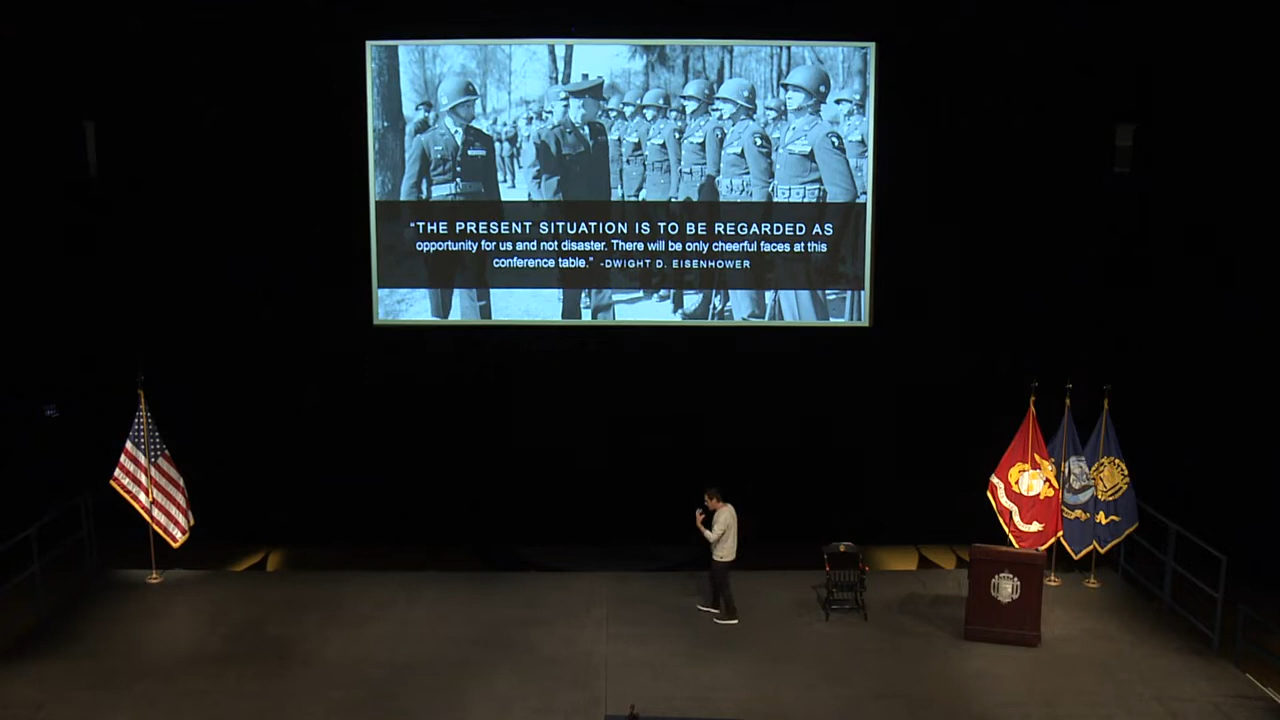 “THE PRESENT SITUATION IS TO BE REGARDED AS
opportunity for us and not disaster. There will be only cheerful faces at this
conference table.” -DWIGHT D. EISENHOWER